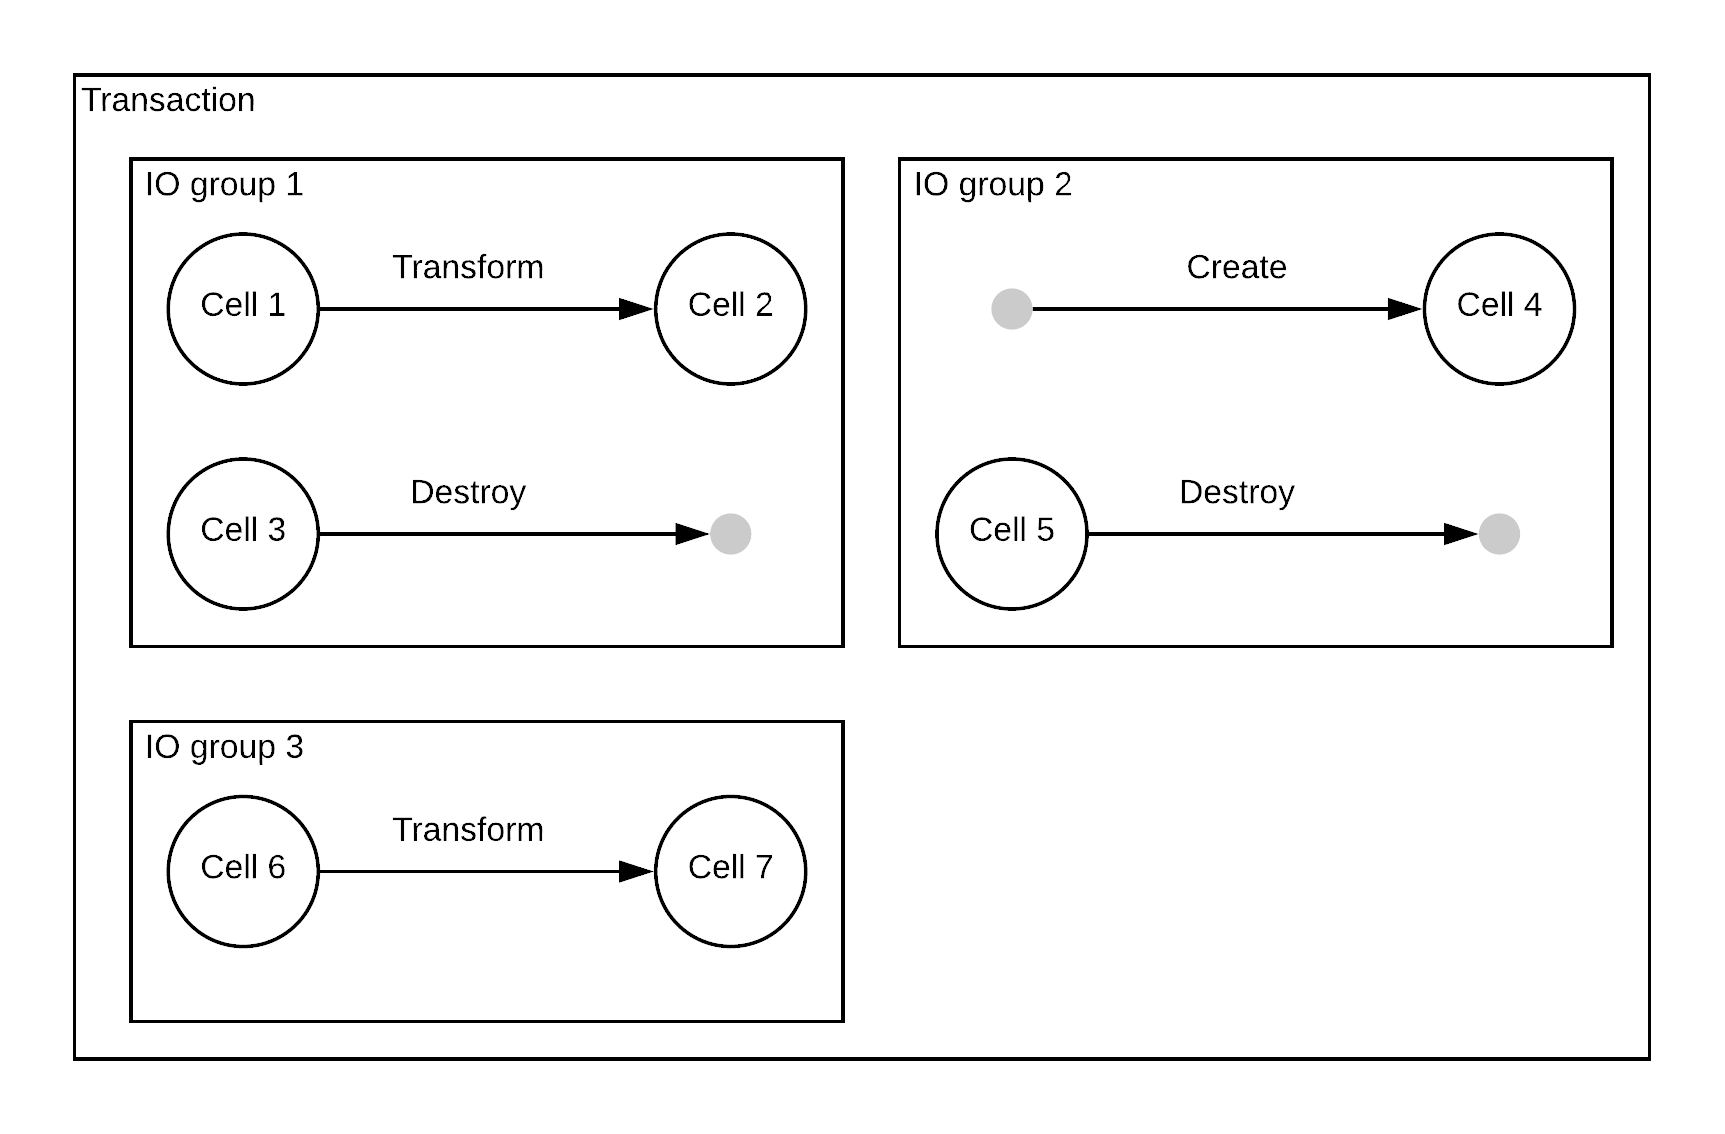 Transaction
IO group 1
Transform
Cell 1
Cell 2
Destroy
Cell 3
IO group 2
Create
Cell 4
Destroy
Cell 5
IO group 3
Transform
Cell 6
Cell 7